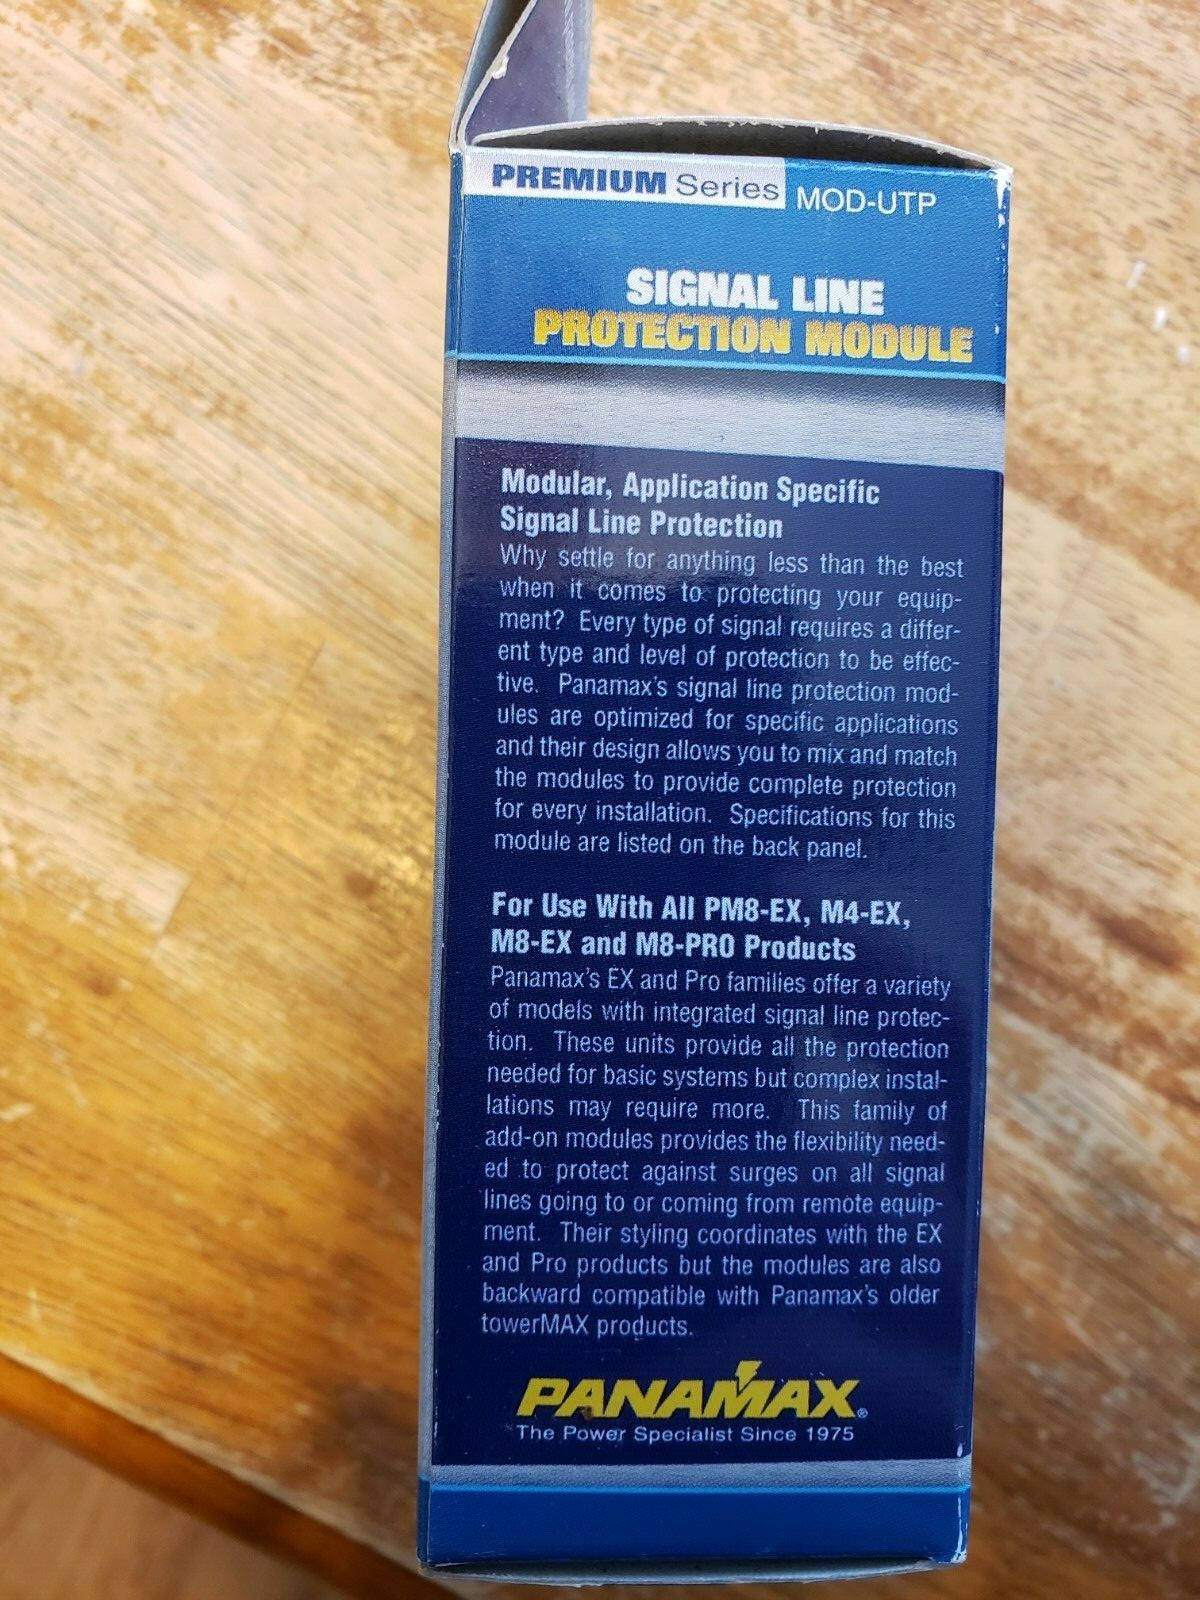 PREMIUM Series MOD-UTP
SIGNAL LINE
PROTECTION MODULE
Modular, Application Specific
Signal Line Protection
Why settle for anything less than the best
when it comes to protecting your equip-
ment? Every type of signal requires a differ-
ent type and level of protection to be effec-
tive. Panamax's signal line protection mod-
ules are optimized for specific applications
and their design allows you to mix and match
the modules to provide complete protection
for every installation. Specifications for this
module are listed on the back panel.
For Use With All PM8-EX, M4-EX,
M8-EX and M8-PRO Products
Panamax's EX and Pro families offer a variety
of models with integrated signal line protec-
tion. These units provide all the protection
needed for basic systems but complex instal-
lations may require more. This family of
add-on modules provides the flexibility need-
ed to protect against surges on all signal
lines going to or coming from remote equip-
ment. Their styling coordinates with the EX
and Pro products but the modules are also
backward compatible with Panamax's older
towerMAX products.
PANAMAX®
The Power Specialist Since 1975